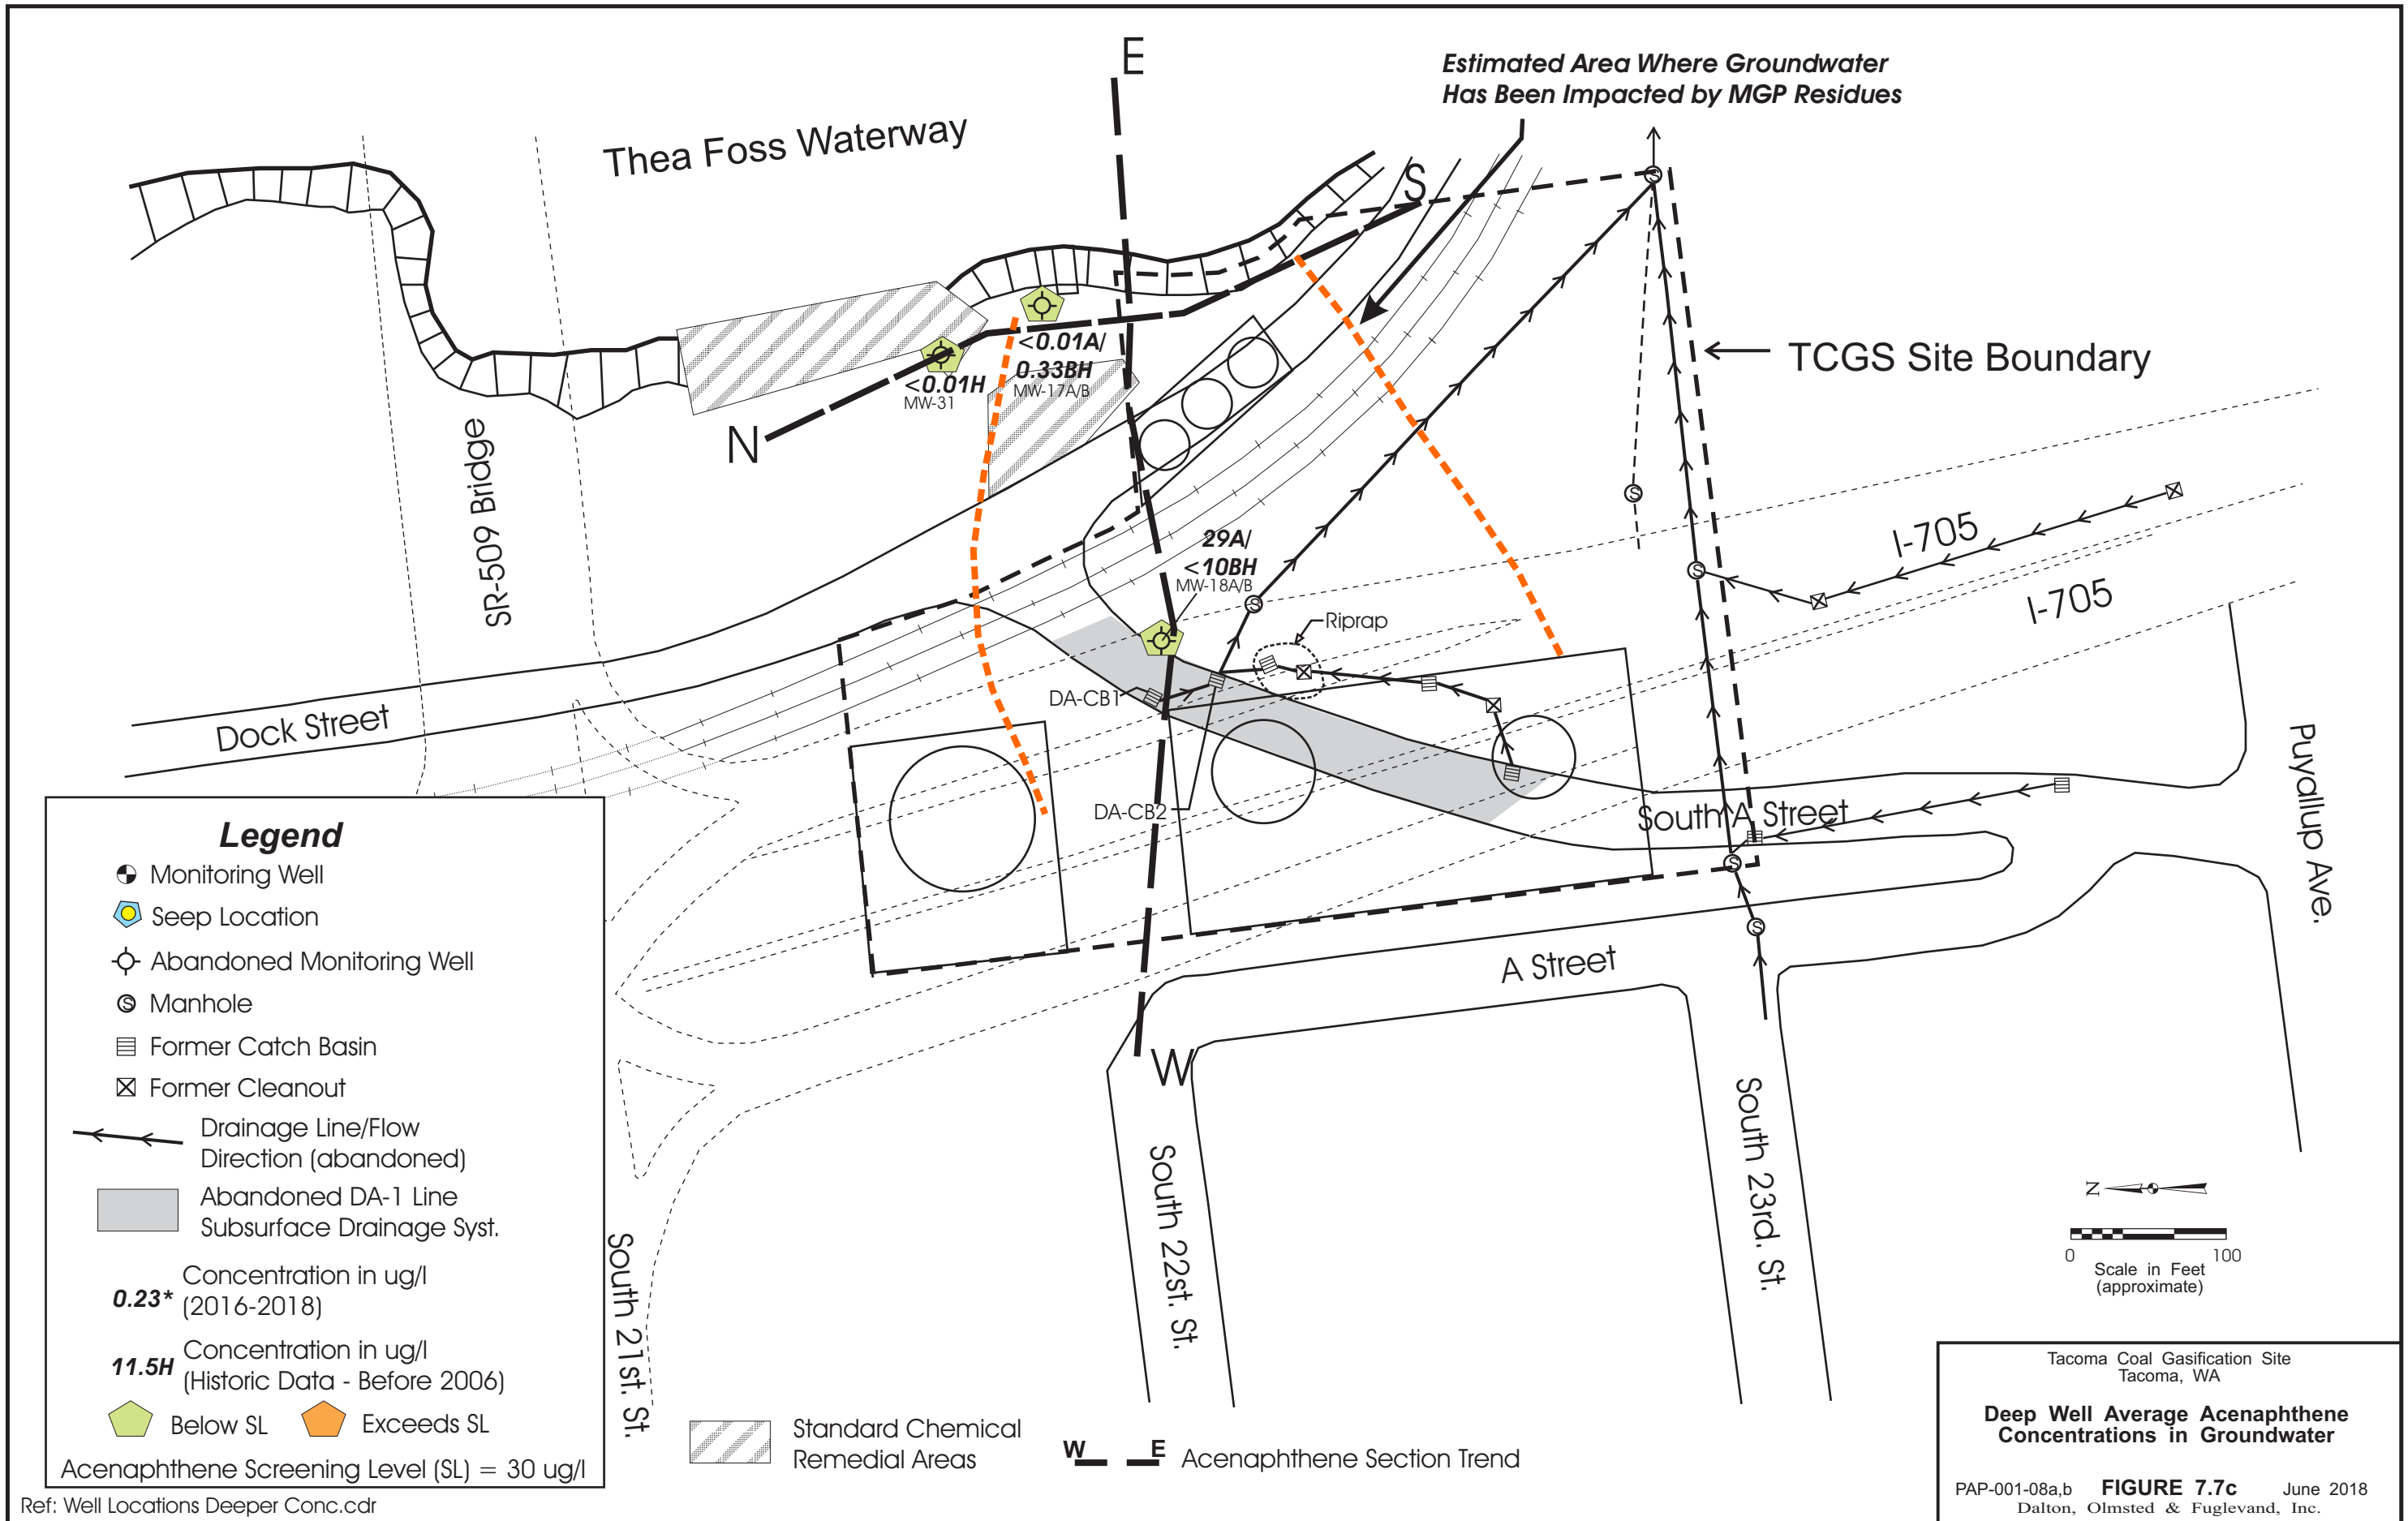 E
Estimated Area Where Groundwater
Has Been Impacted by MGP Residues
Thea Foss Waterway
S
S
TCGS Site Boundary
<0.01A/
0.33BH
MW-17A/B
<0.01H
MW-31
N
SR-509 Bridge
S
I-705
29A/
<10BH
MW-18A/B
S
S
I-705
Riprap
DA-CB1
Dock Street
DA-CB2
South A Street
Puyallup Ave.
S
S
A Street
W
South 21st. St.
South 22st. St.
South 23rd. St.
Legend
Monitoring Well
Seep Location
Abandoned Monitoring Well
S Manhole
Former Catch Basin
Former Cleanout
Drainage Line/Flow
Direction (abandoned)
Abandoned DA-1 Line
Subsurface Drainage Syst.
0.23* Concentration in ug/l
(2016-2018)
11.5H Concentration in ug/l
(Historic Data - Before 2006)
Below SL Exceeds SL
Acenaphthene Screening Level (SL) = 30 ug/l
Ref: Well Locations Deeper Conc.cdr
Standard Chemical
Remedial Areas
W E Acenaphthene Section Trend
N
0 100
Scale in Feet
(approximate)
Tacoma Coal Gasification Site
Tacoma, WA
Deep Well Average Acenaphthene
Concentrations in Groundwater
PAP-001-08a,b FIGURE 7.7c June 2018
Dalton, Olmsted & Fuglevand, Inc.